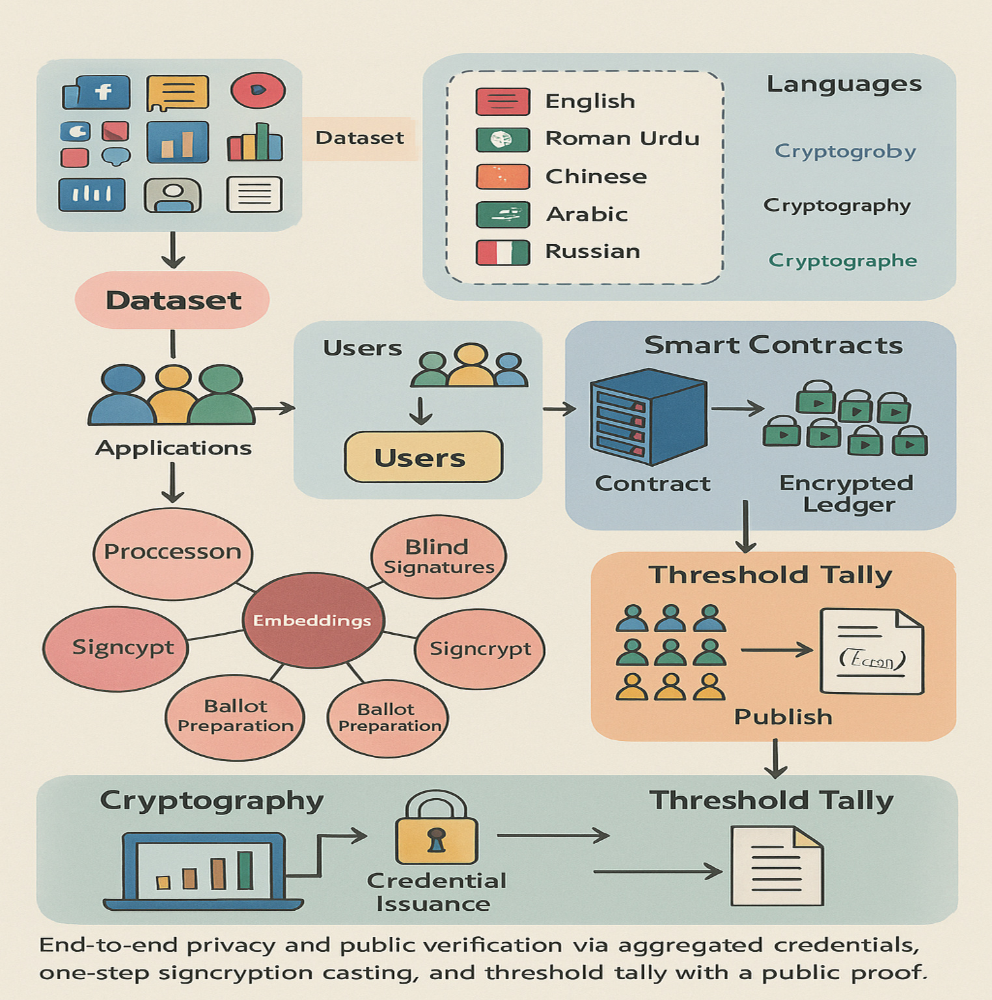 f
Dataset
English
Roman Urdu
Chinese
Arabic
Russian
Languages
Cryptogroby
Cryptography
Cryptographe
Dataset
Applications
Users
Users
Smart Contracts
Contract
Encrypted
Ledger
Proccesson
Blind
Signatures
Embeddings
Signcypt
Signcrypt
Ballot
Preparation
Ballot
Preparation
Threshold Tally
Publish
Cryptography
Credential
Issuance
Threshold Tally
End-to-end privacy and public verification via aggregated credentials,
one-step signcryption casting, and threshold tally with a public proof.